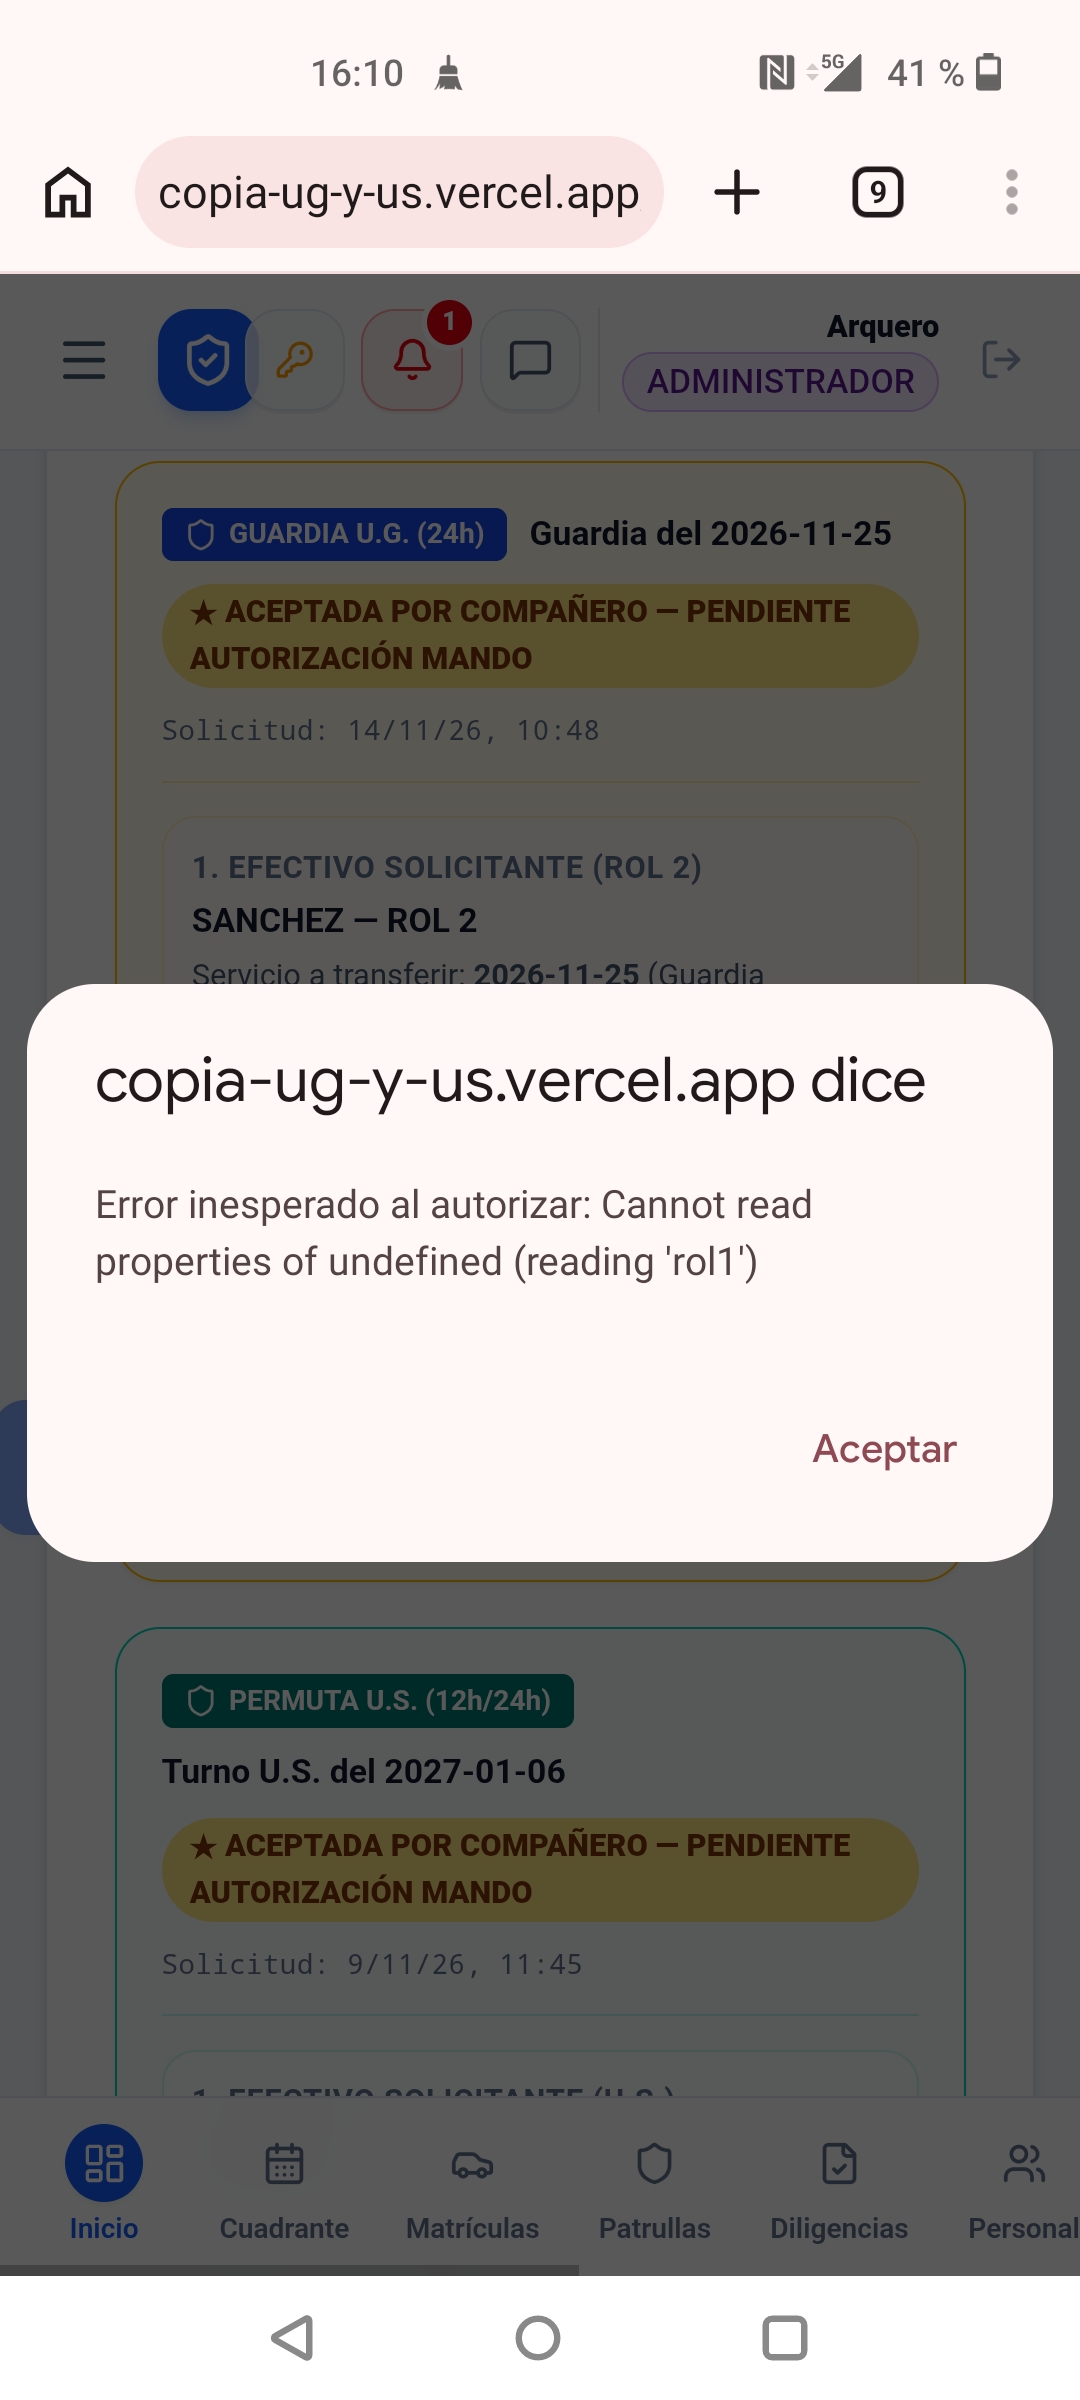 16:10
5G
41 %
copia-ug-y-us.vercel.app
9
1
Arquero
ADMINISTRADOR
GUARDIA U.G. (24h)
Guardia del 2026-11-25
★ ACEPTADA POR COMPAÑERO — PENDIENTE
AUTORIZACIÓN MANDO
Solicitud: 14/11/26, 10:48
1. EFECTIVO SOLICITANTE (ROL 2)
SANCHEZ — ROL 2
Servicio a transferir: 2026-11-25 (Guardia
copia-ug-y-us.vercel.app dice
Error inesperado al autorizar: Cannot read
properties of undefined (reading 'rol1')
Aceptar
PERMUTA U.S. (12h/24h)
Turno U.S. del 2027-01-06
★ ACEPTADA POR COMPAÑERO — PENDIENTE
AUTORIZACIÓN MANDO
Solicitud: 9/11/26, 11:45
1. EFECTIVO SOLICITANTE (U.S.)
Inicio
Cuadrante
Matrículas
Patrullas
Diligencias
Personal